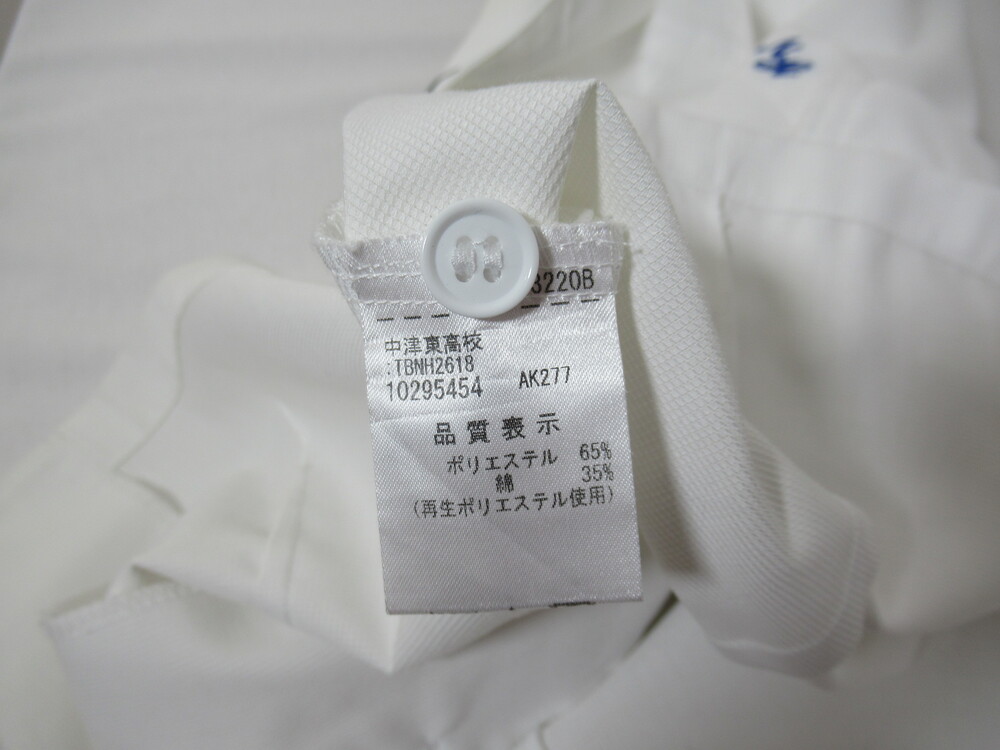 3220B
中津東高校
:TBNH2618
10295454 AK277
品質表示
ポリエステル 65%
綿 35%
(再生ポリエステル使用)